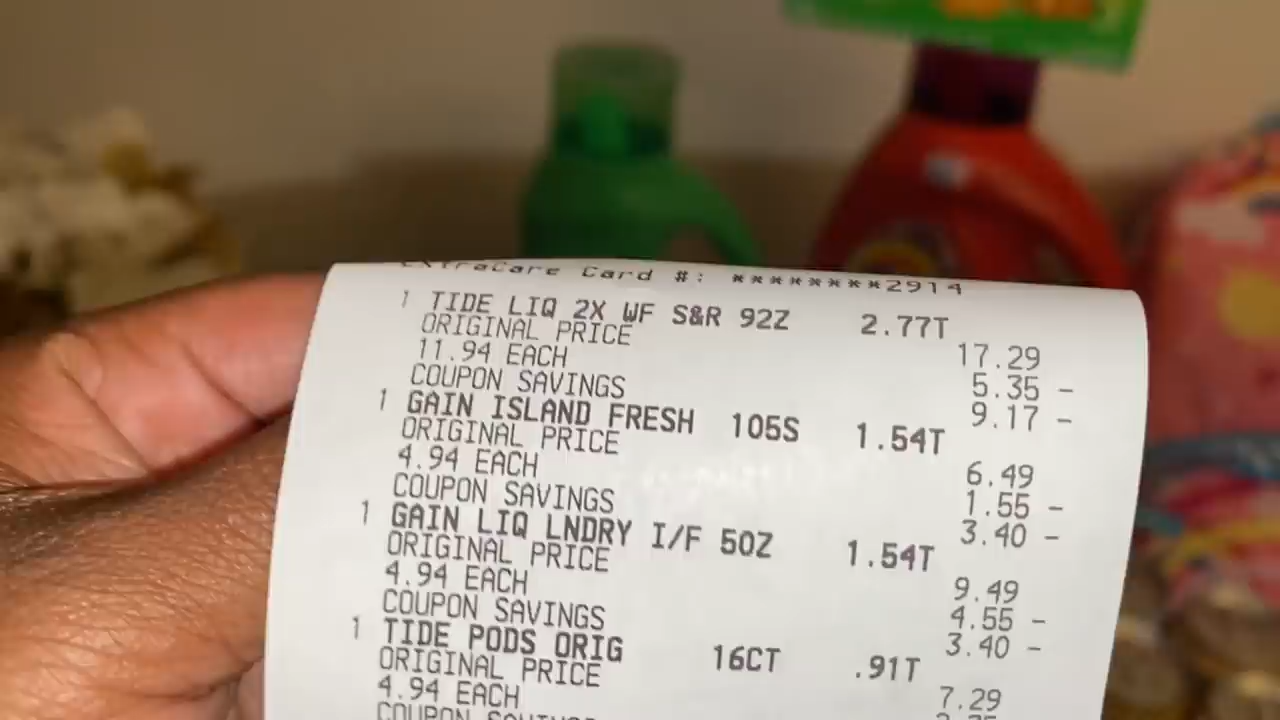 ExtraCare Card #: ********2914
1 TIDE LIQ 2X WF S&R 92Z 2.77T
ORIGINAL PRICE 17.29
11.94 EACH 5.35 -
COUPON SAVINGS 9.17 -
1 GAIN ISLAND FRESH 105S 1.54T
ORIGINAL PRICE 6.49
4.94 EACH 1.55 -
COUPON SAVINGS 3.40 -
1 GAIN LIQ LNDRY I/F 50Z 1.54T
ORIGINAL PRICE 9.49
4.94 EACH 4.55 -
COUPON SAVINGS 3.40 -
1 TIDE PODS ORIG 16CT .91T
ORIGINAL PRICE 7.29
4.94 EACH
COUPON SAVINGS